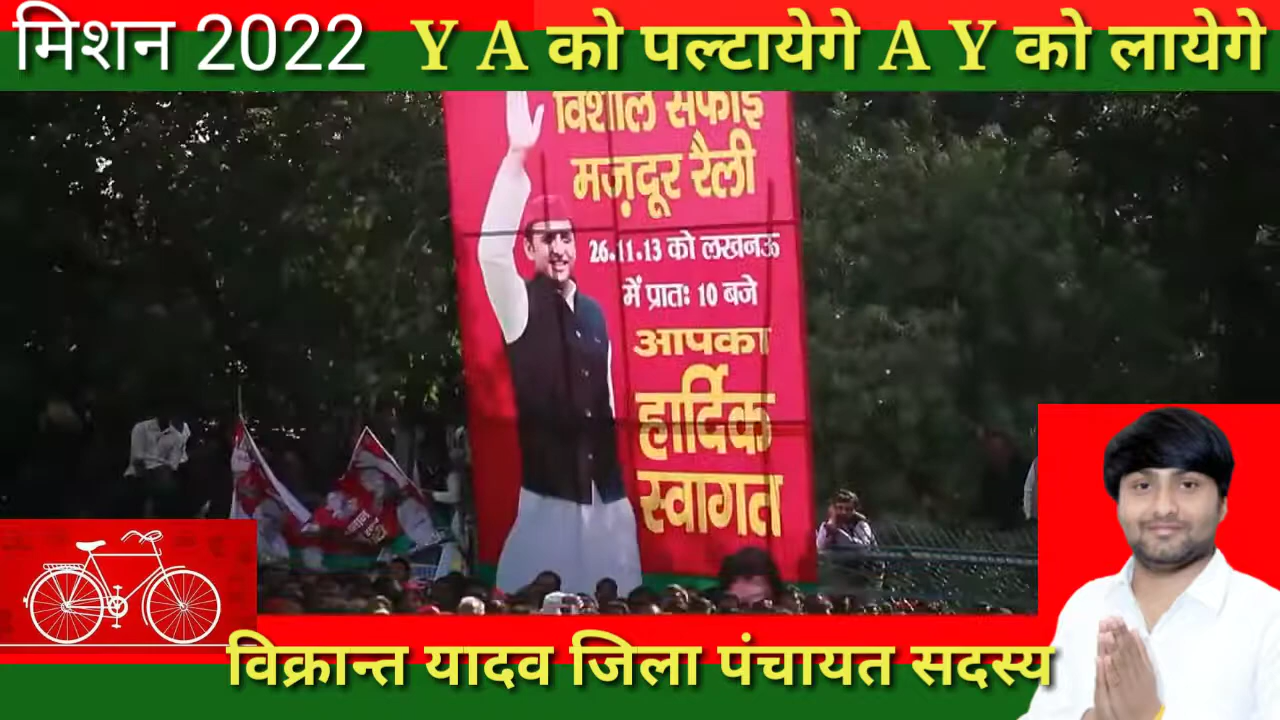 मिशन 2022 Y A को पल्टायेगे A Y को लायेगे
विशाल सफाई
मज़दूर रैली
26.11.13 को लखनऊ
में प्रातः 10 बजे
आपका
हार्दिक
स्वागत
विक्रान्त यादव जिला पंचायत सदस्य